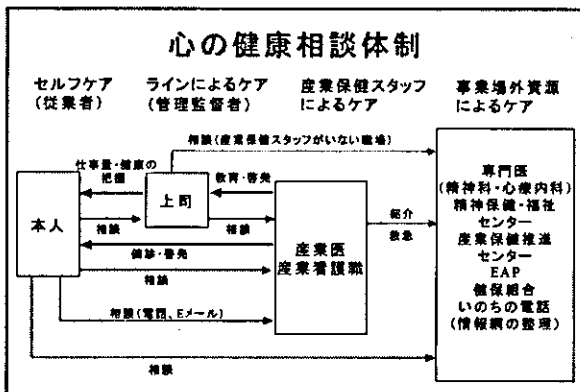 心の健康相談体制
セルフケア
(従業者)
ラインによるケア
(管理監督者)
産業保健スタッフ
によるケア
事業場外資源
によるケア
相談(産業保健スタッフがいない職場)
仕事量・健康の
把握
教育・啓発
上司
本人
相談
相談
健診・啓発
相談
産業医
産業看護職
紹介
救急
相談(電話、Eメール)
相談
専門医
(精神科・心療内科)
精神保健・福祉
センター
産業保健推進
センター
EAP
健保組合
いのちの電話
(情報網の整理)